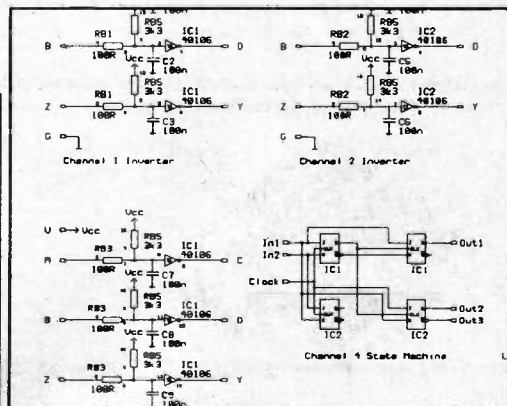 100n
RB5
3k3
RB1
IC1
40106
B
D
100R
Vcc
C2
100n
RB5
3k3
RB1
IC1
40106
Z
Y
100R
C3
100n
G
Channel 1 Inverter
100n
RB5
3k3
RB2
IC2
40106
B
D
100R
Vcc
C5
100n
RB5
3k3
RB2
IC2
40106
Z
Y
100R
C6
100n
G
Channel 2 Inverter
V
Vcc
Vcc
RB5
3k3
RB3
IC1
40106
A
C
100R
Vcc
C7
100n
RB5
3k3
RB3
IC1
40106
B
D
100R
Vcc
C8
100n
RB5
3k3
RB3
IC1
40106
Z
Y
100R
C9
100n
In1
In2
Clock
IC1
IC1
IC2
IC2
Out1
Out2
Out3
Channel 4 State Machine
L